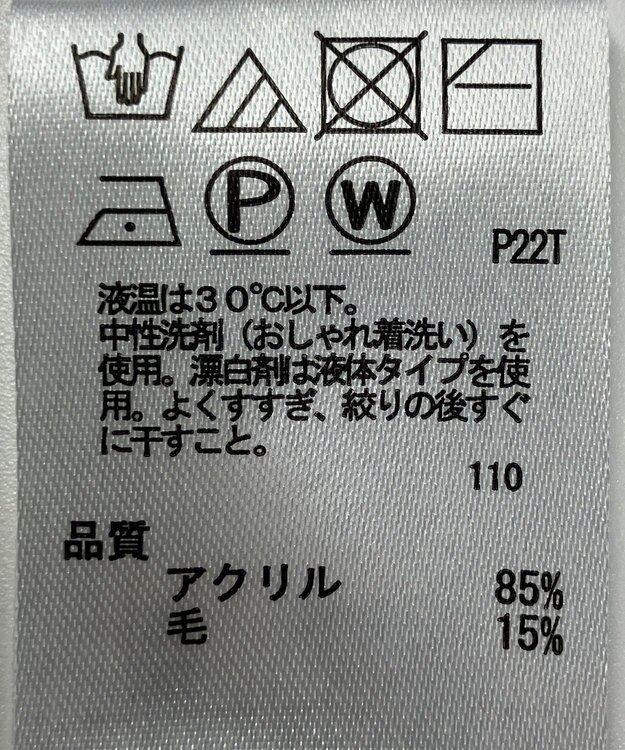 P
W
P22T
液温は30℃以下。
中性洗剤（おしゃれ着洗い）を
使用。漂白剤は液体タイプを使
用。よくすすぎ、絞りの後すぐ
に干すこと。
110
品質
アクリル 85%
毛 15%